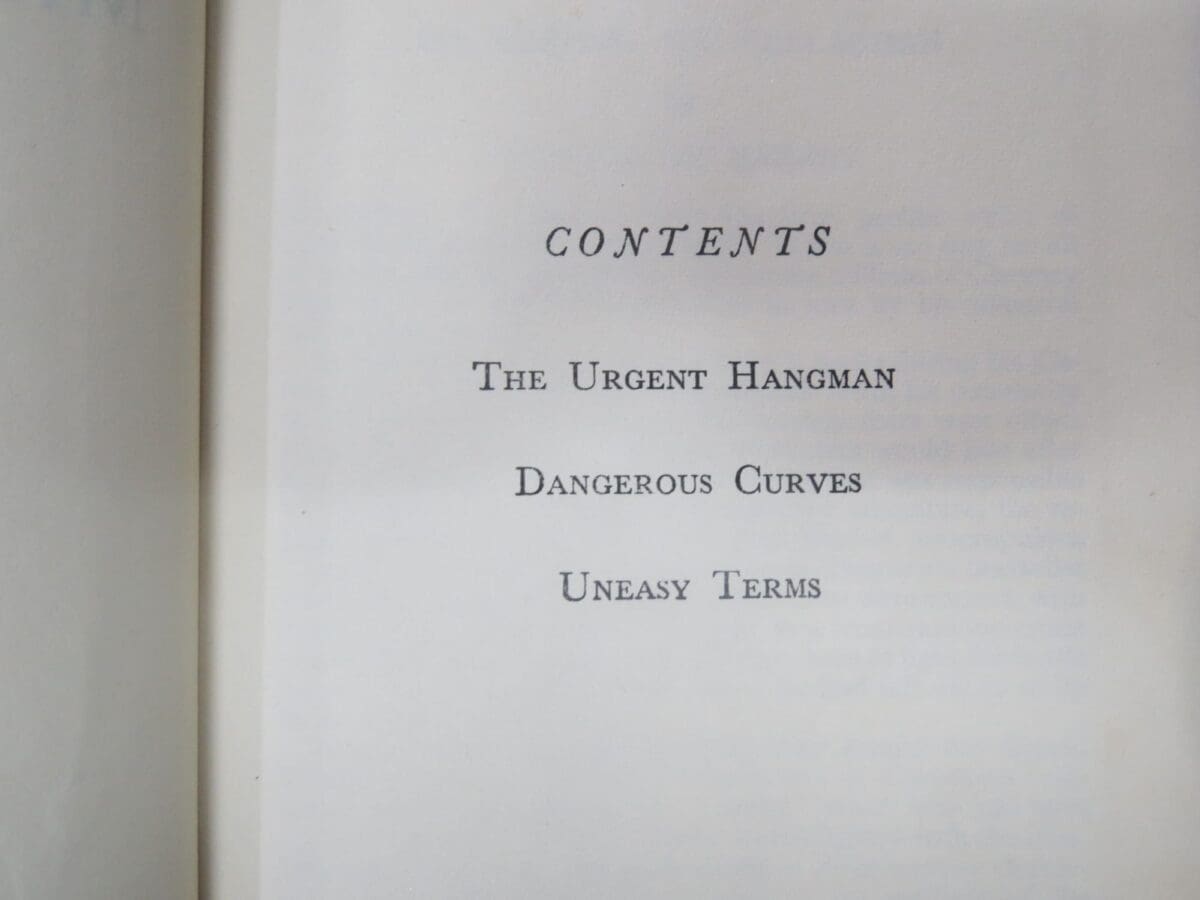 CONTENTS
THE URGENT HANGMAN
DANGEROUS CURVES
UNEASY TERMS